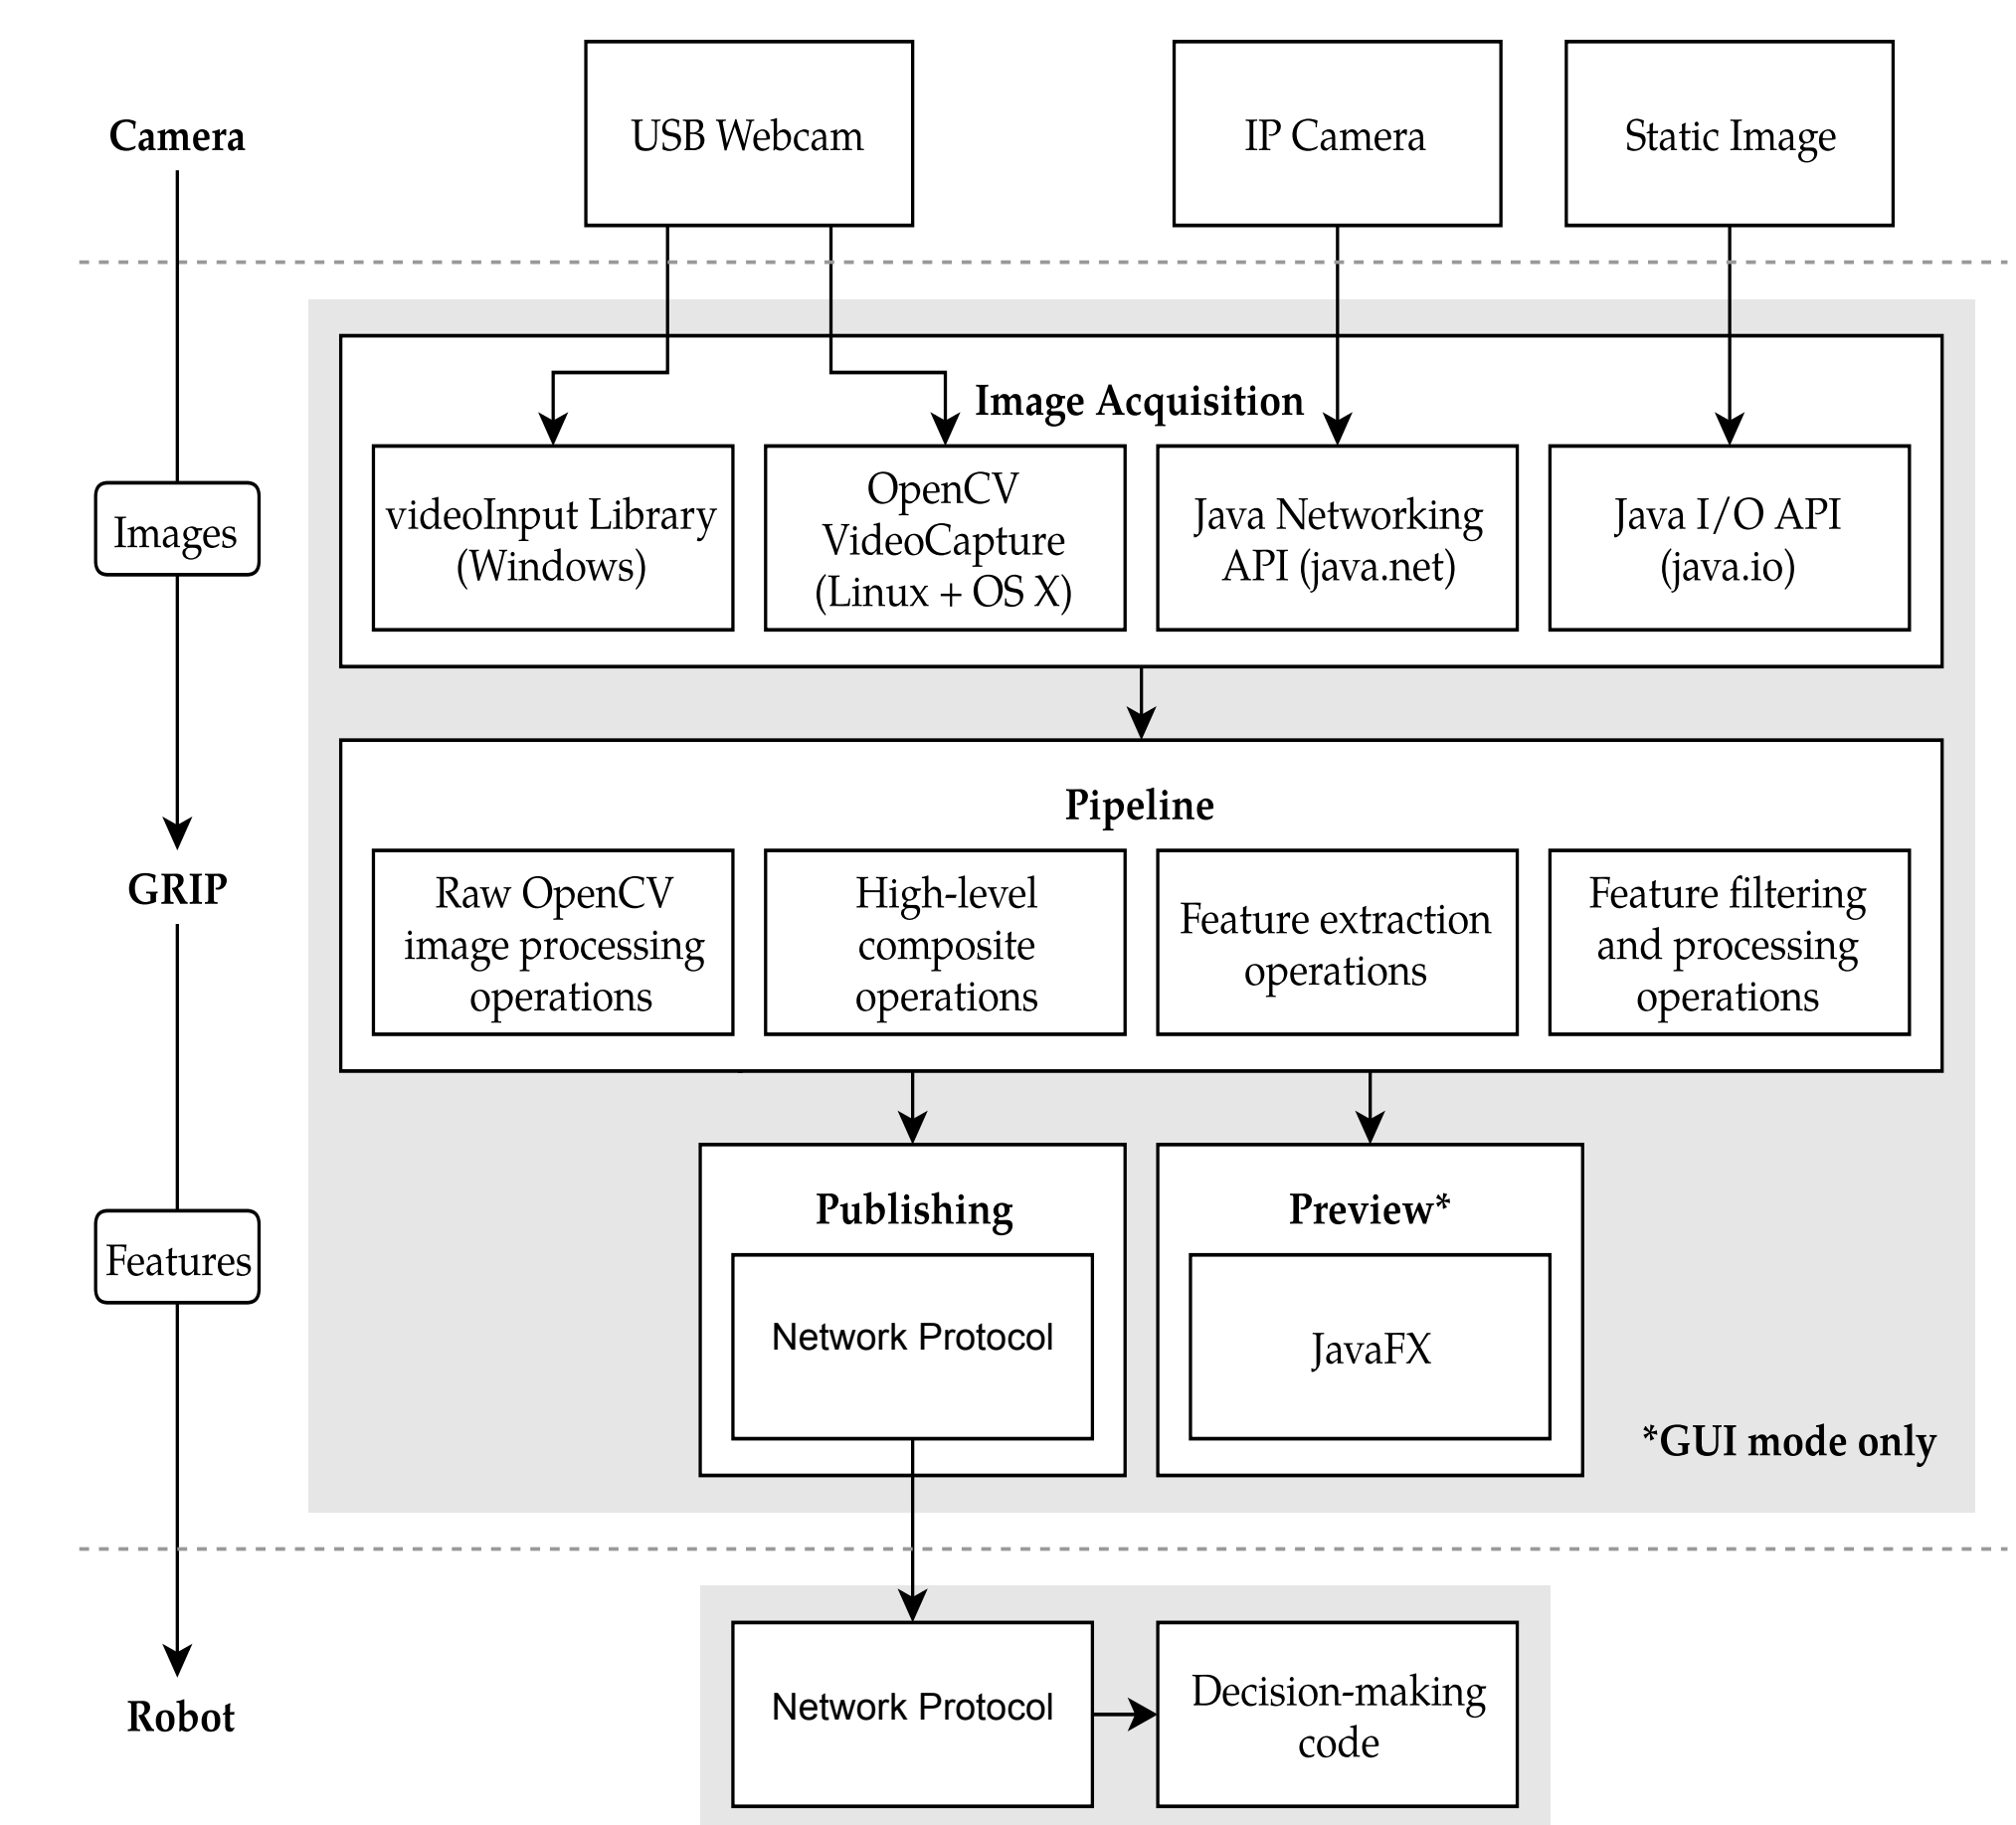 Camera
USB Webcam
IP Camera
Static Image
Image Acquisition
videoInput Library
(Windows)
OpenCV
VideoCapture
(Linux + OS X)
Java Networking
API (java.net)
Java I/O API
(java.io)
Images
Pipeline
GRIP
Raw OpenCV
image processing
operations
High-level
composite
operations
Feature extraction
operations
Feature filtering
and processing
operations
Features
Publishing
Network Protocol
Preview*
JavaFX
*GUI mode only
Robot
Network Protocol
Decision-making
code